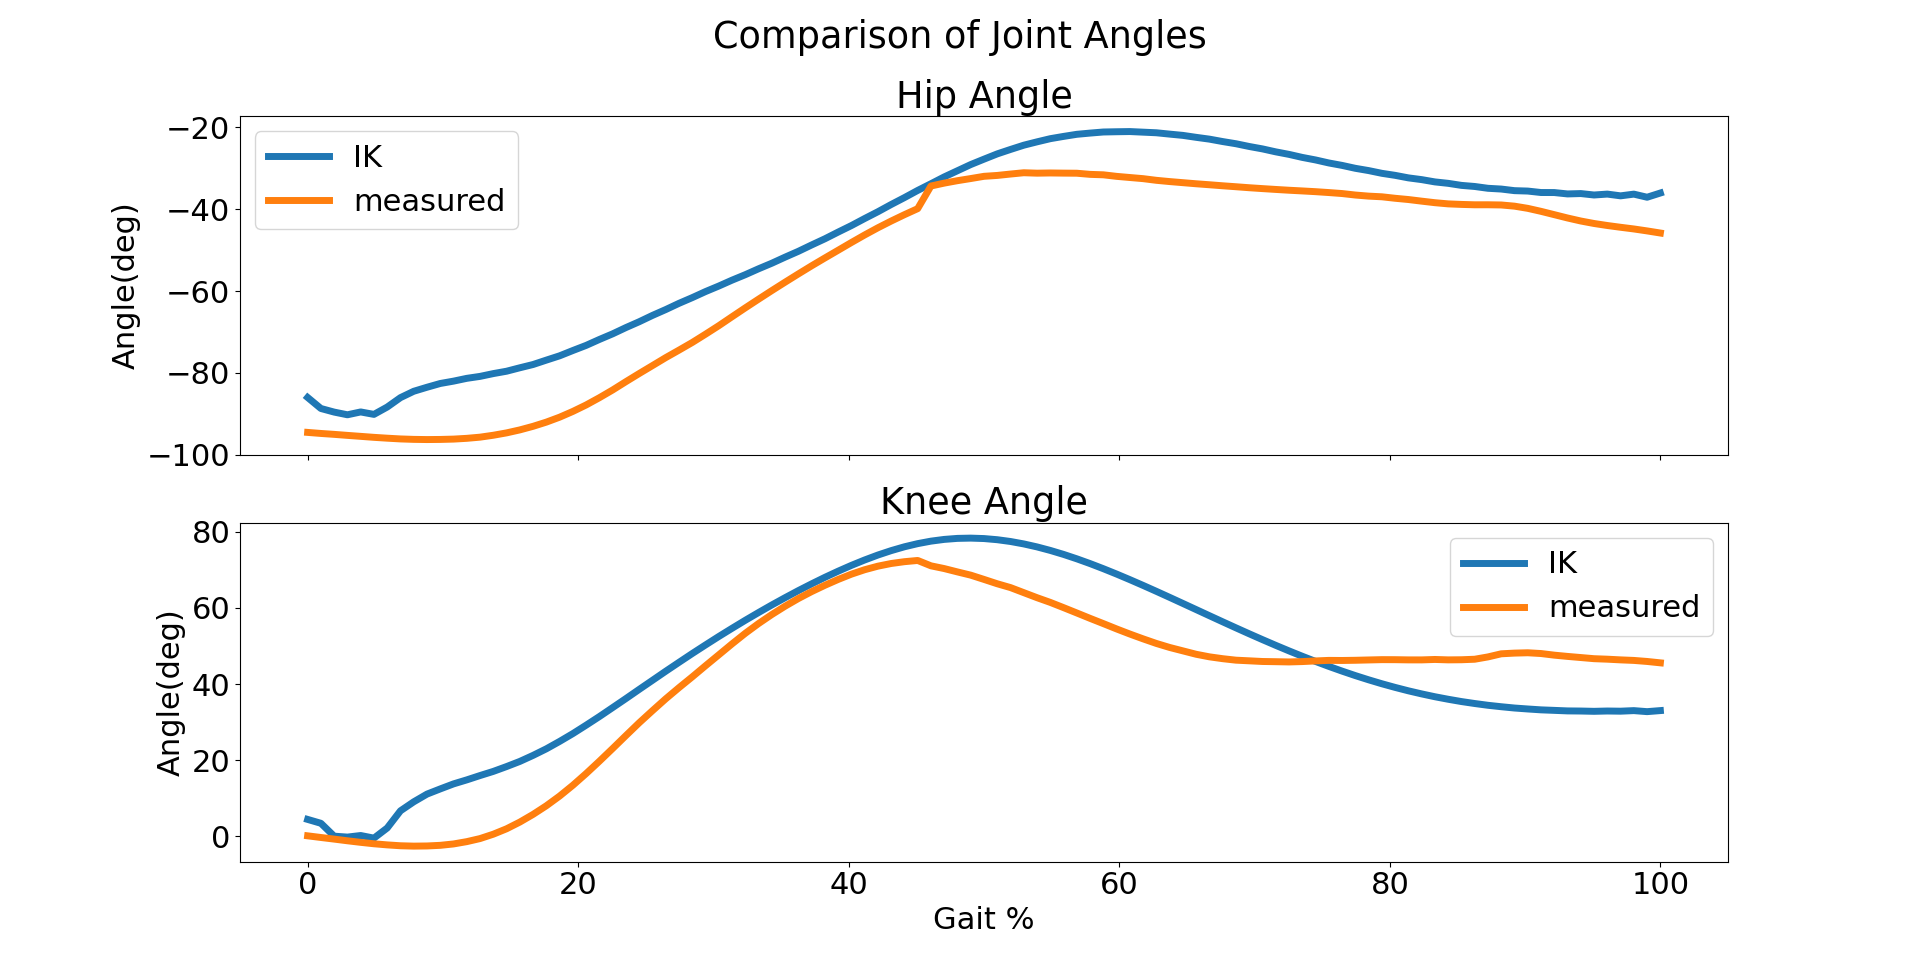 Comparison of Joint Angles
Hip Angle
Angle(deg)
−20
−40
−60
−80
−100
IK
measured
Knee Angle
Angle(deg)
80
60
40
20
0
IK
measured
0 20 40 60 80 100
Gait %